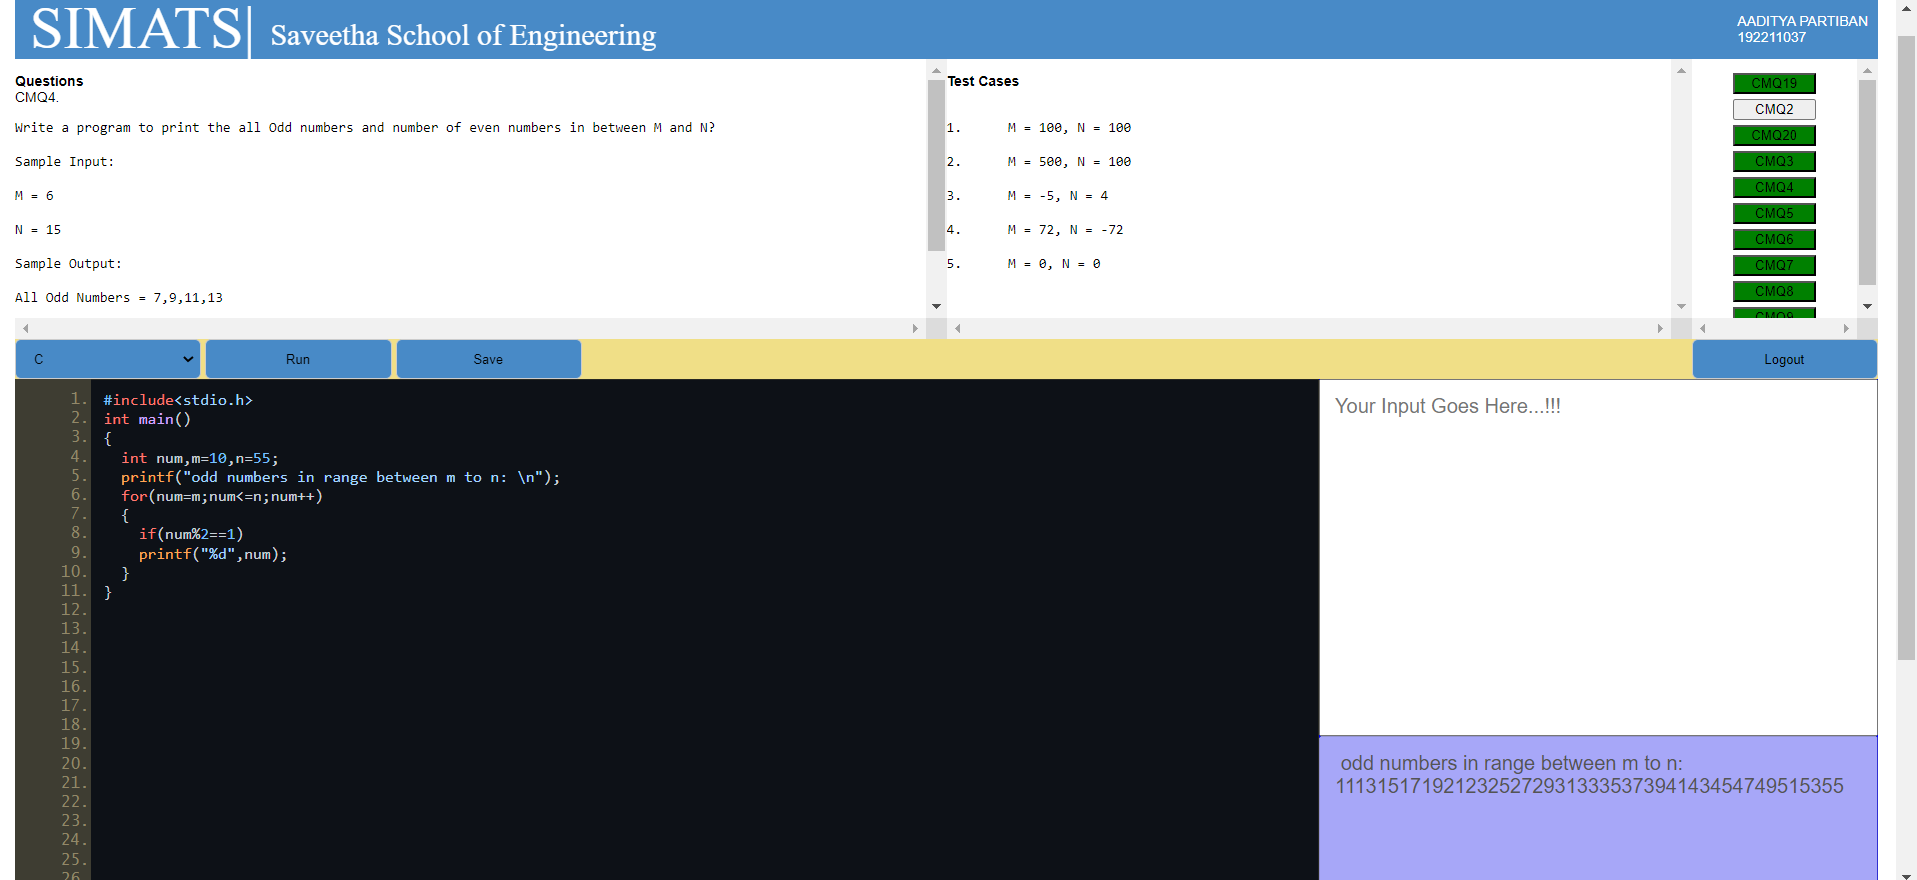 SIMATS
Saveetha School of Engineering
AADITYA PARTIBAN
192211037
Questions
CMQ4.
Write a program to print the all Odd numbers and number of even numbers in between M and N?
Sample Input:
M = 6
N = 15
Sample Output:
All Odd Numbers = 7,9,11,13
Test Cases
1. M = 100, N = 100
2. M = 500, N = 100
3. M = -5, N = 4
4. M = 72, N = -72
5. M = 0, N = 0
CMQ19
CMQ2
CMQ20
CMQ3
CMQ4
CMQ5
CMQ6
CMQ7
CMQ8
CMQ9
C
Run
Save
Logout
1. #include<stdio.h>
2. int main()
3. {
4. int num,m=10,n=55;
5. printf("odd numbers in range between m to n: \n");
6. for(num=m;num<=n;num++)
7. {
8. if(num%2==1)
9. printf("%d",num);
10. }
11. }
12.
13.
14.
15.
16.
17.
18.
19.
20.
21.
22.
23.
24.
25.
26.
Your Input Goes Here...!!!
odd numbers in range between m to n:
1113151719212325272931333537394143454749515355